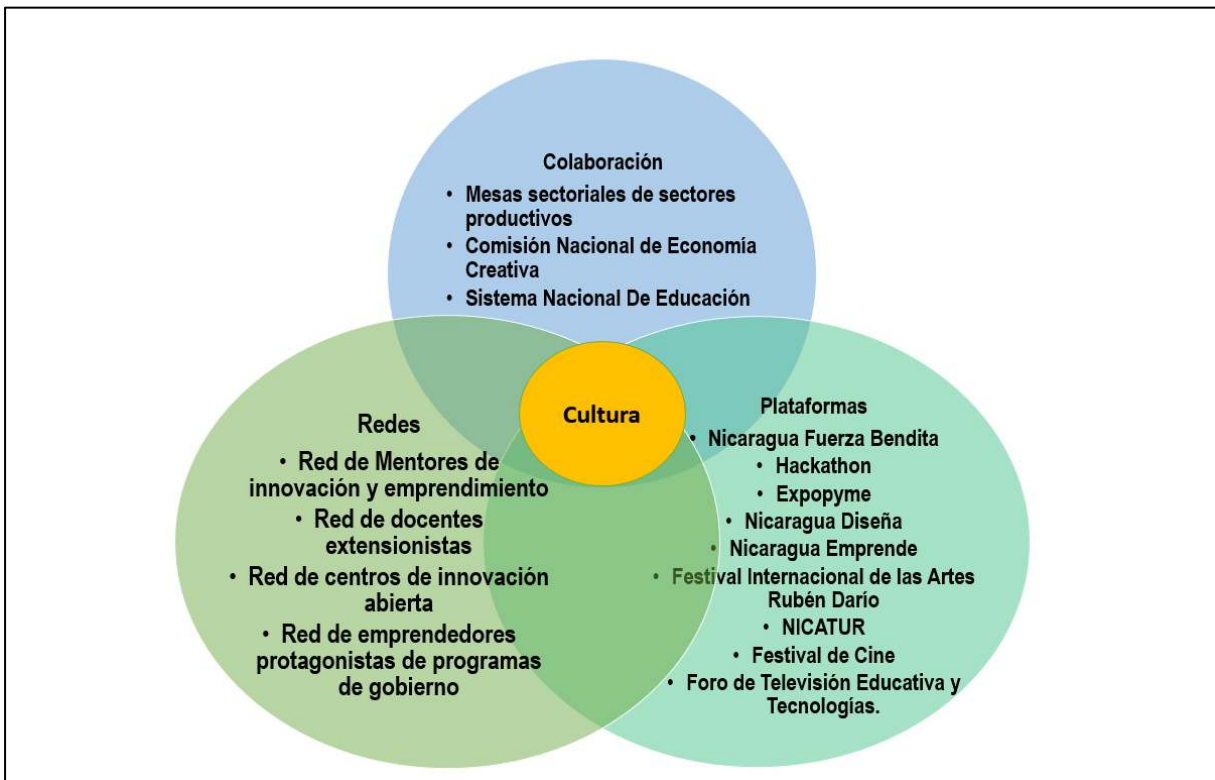 Colaboración
• Mesas sectoriales de sectores
productivos
• Comisión Nacional de Economía
Creativa
• Sistema Nacional De Educación
Cultura
Redes
• Red de Mentores de
innovación y emprendimiento
• Red de docentes
extensionistas
• Red de centros de innovación
abierta
• Red de emprendedores
protagonistas de programas
de gobierno
Plataformas
• Nicaragua Fuerza Bendita
• Hackathon
• Expopyme
• Nicaragua Diseña
• Nicaragua Emprende
• Festival Internacional de las Artes
Rubén Darío
• NICATUR
• Festival de Cine
• Foro de Televisión Educativa y
Tecnologías.